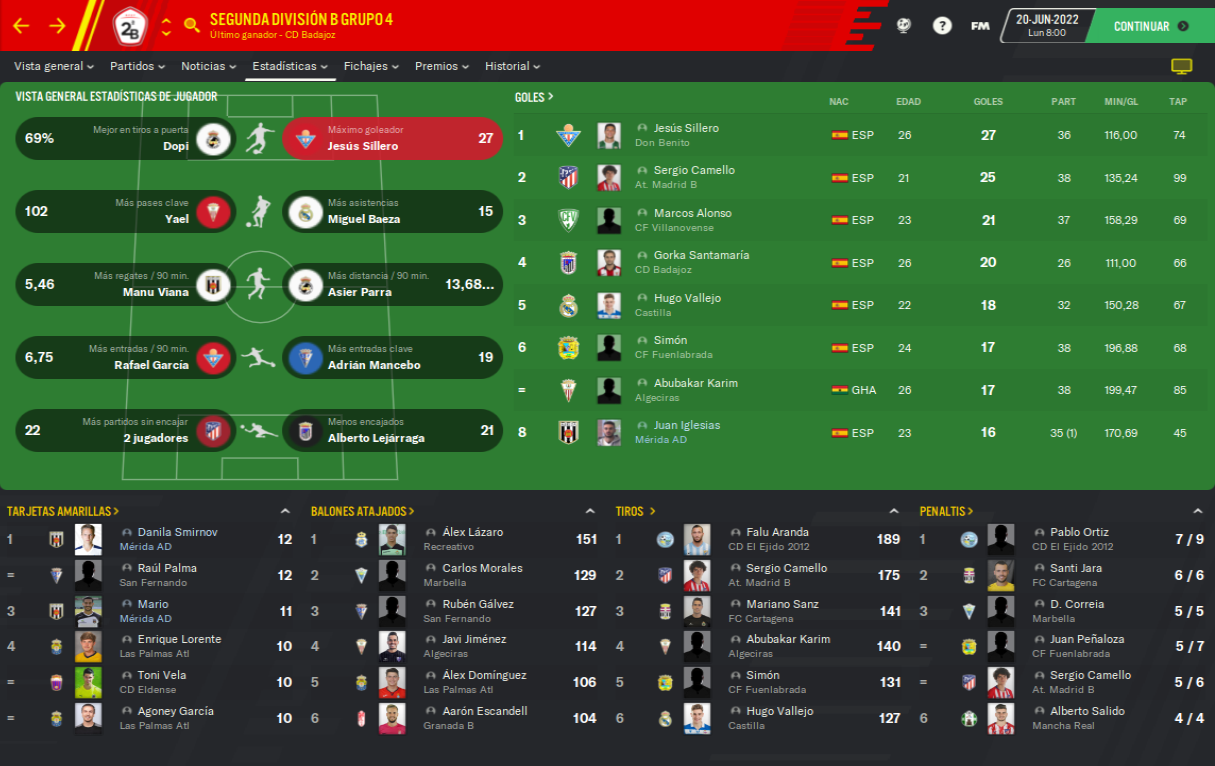 SEGUNDA DIVISIÓN B GRUPO 4
Último ganador - CD Badajoz
2ªB
FM
20-JUN-2022
Lun 8:00
CONTINUAR
Vista general
Partidos
Noticias
Estadísticas
Fichajes
Premios
Historial
VISTA GENERAL ESTADÍSTICAS DE JUGADOR
69%
Mejor en tiros a puerta
Dopi
Máximo goleador
Jesús Sillero
27
102
Más pases clave
Yael
Más asistencias
Miguel Baeza
15
5,46
Más regates / 90 min.
Manu Viana
Más distancia / 90 min.
Asier Parra
13,68...
6,75
Más entradas / 90 min.
Rafael García
Más entradas clave
Adrián Mancebo
19
22
Más partidos sin encajar
2 jugadores
Menos encajados
Alberto Lejárraga
21
GOLES
NAC EDAD GOLES PART MIN/GL TAP
1 Jesús Sillero ESP 26 27 36 116,00 74
Don Benito
2 Sergio Camello ESP 21 25 38 135,24 99
At. Madrid B
3 Marcos Alonso ESP 23 21 37 158,29 69
CF Villanovense
4 Gorka Santamaría ESP 26 20 26 111,00 66
CD Badajoz
5 Hugo Vallejo ESP 22 18 32 150,28 67
Castilla
6 Simón ESP 24 17 38 196,88 68
CF Fuenlabrada
= Abubakar Karim GHA 26 17 38 199,47 85
Algeciras
8 Juan Iglesias ESP 23 16 35 (1) 170,69 45
Mérida AD
TARJETAS AMARILLAS
1 Danila Smirnov 12
Mérida AD
= Raúl Palma 12
San Fernando
3 Mario 11
Mérida AD
4 Enrique Lorente 10
Las Palmas Atl
= Toni Vela 10
CD Eldense
= Agoney García 10
Las Palmas Atl
BALONES ATAJADOS
1 Álex Lázaro 151
Recreativo
2 Carlos Morales 129
Marbella
3 Rubén Gálvez 127
San Fernando
4 Javi Jiménez 114
Algeciras
5 Álex Domínguez 106
Las Palmas Atl
6 Aarón Escandell 104
Granada B
TIROS
1 Falu Aranda 189
CD El Ejido 2012
2 Sergio Camello 175
At. Madrid B
3 Mariano Sanz 141
FC Cartagena
4 Abubakar Karim 140
Algeciras
5 Simón 131
CF Fuenlabrada
6 Hugo Vallejo 127
Castilla
PENALTIS
1 Pablo Ortiz 7 / 9
CD El Ejido 2012
2 Santi Jara 6 / 6
FC Cartagena
3 D. Correia 5 / 5
Marbella
= Juan Peñaloza 5 / 7
CF Fuenlabrada
= Sergio Camello 5 / 6
At. Madrid B
6 Alberto Salido 4 / 4
Mancha Real